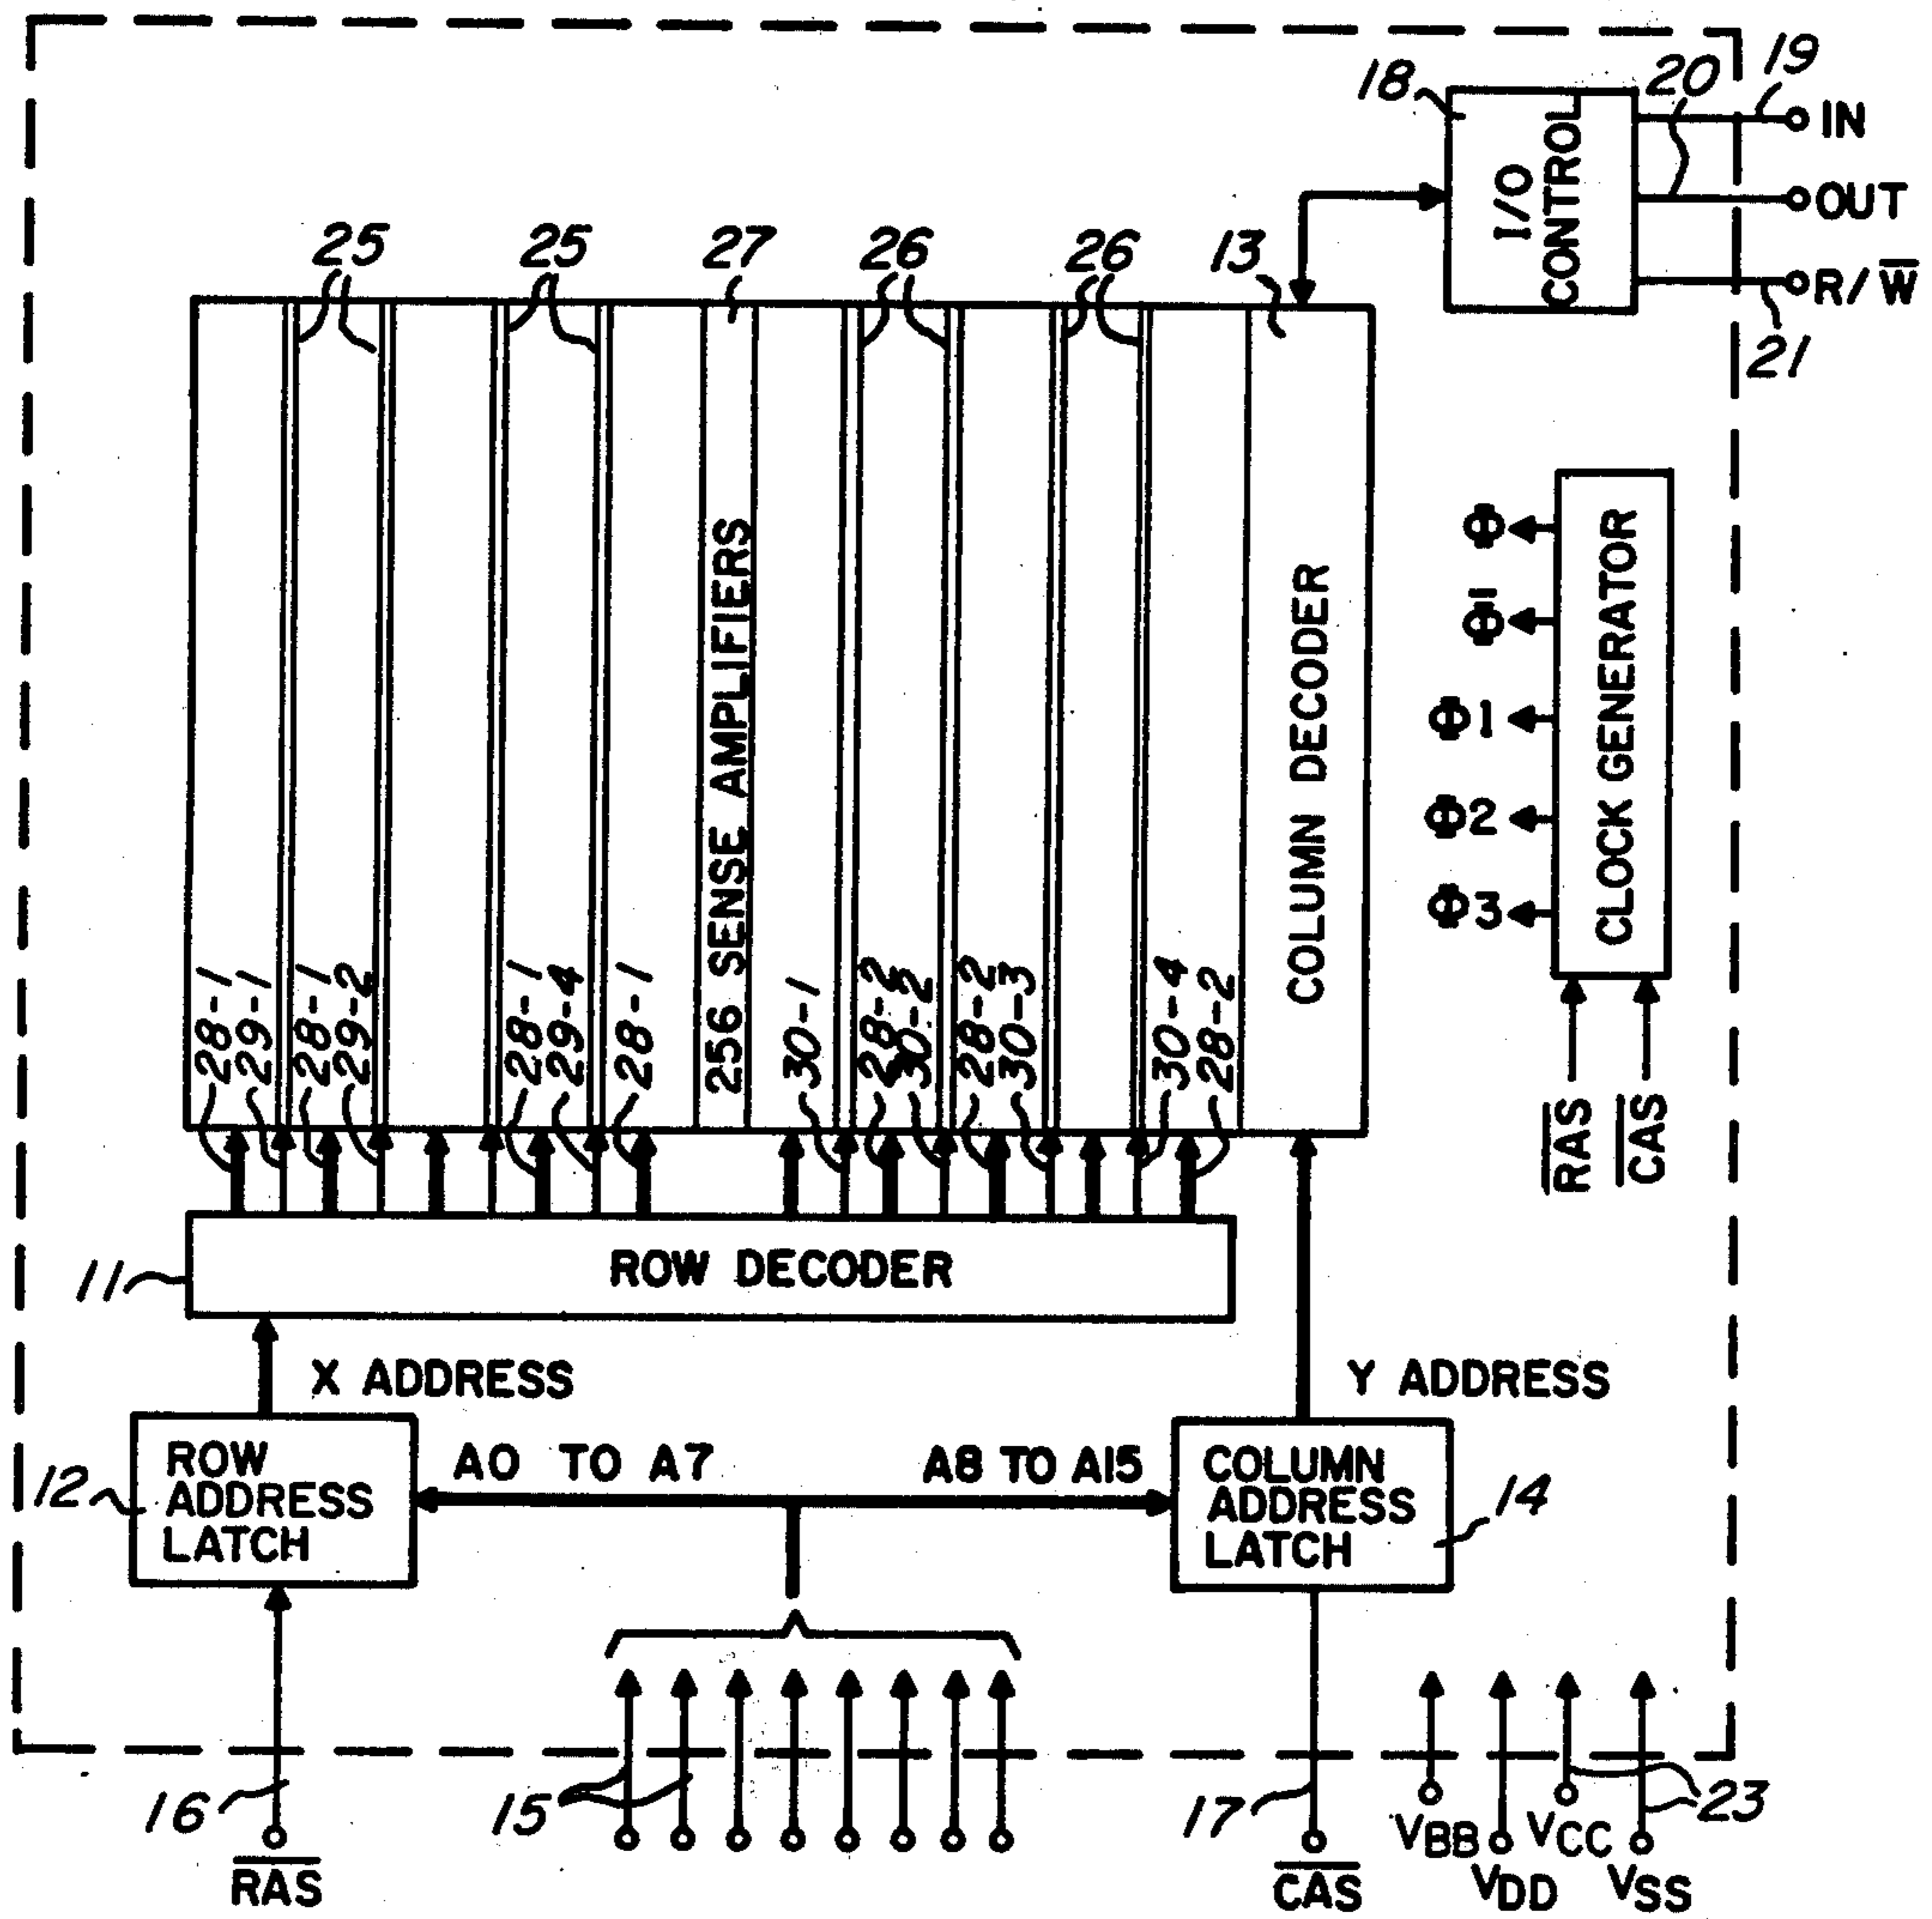 18
20
19
IN
OUT
R/W̅
21
I/O
CONTROL
25
25
27
26
26
13
256 SENSE AMPLIFIERS
COLUMN DECODER
CLOCK GENERATOR
Φ
Φ̅
Φ1
Φ2
Φ3
R̅A̅S̅
C̅A̅S̅
28-1
29-1
28-1
29-2
28-1
29-4
28-1
30-1
28-2
30-2
28-2
30-3
30-4
28-2
11
ROW DECODER
X ADDRESS
Y ADDRESS
12
ROW
ADDRESS
LATCH
A0 TO A7
A8 TO A15
COLUMN
ADDRESS
LATCH
14
16
15
17
23
R̅A̅S̅
C̅A̅S̅
VBB
VCC
VDD
VSS